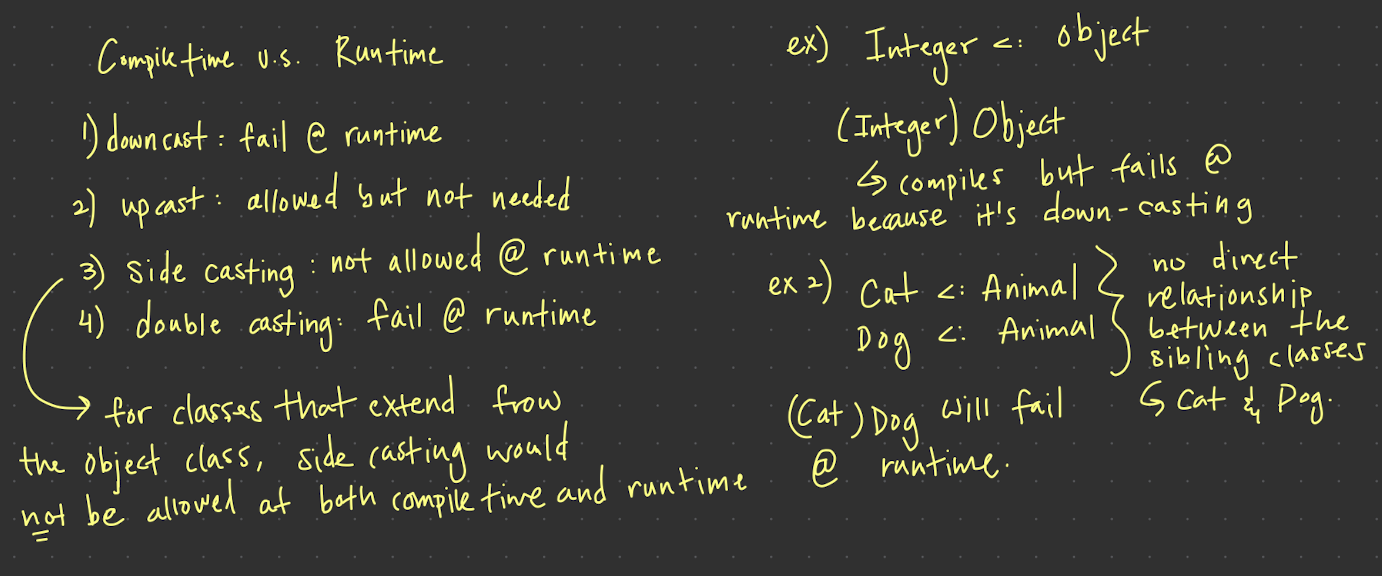 Compile time v.s. Runtime
1) downcast: fail @ runtime
2) upcast: allowed but not needed
3) side casting: not allowed @ runtime
4) double casting: fail @ runtime
→ for classes that extend from
the object class, side casting would
not be allowed at both compile time and runtime
ex) Integer <: object
(Integer) Object
↳ compiles but fails @
runtime because it's down-casting
ex 2) Cat <: Animal
Dog <: Animal
no direct
relationship
between the
sibling classes
↳ Cat & Dog.
(Cat) Dog will fail
@ runtime.